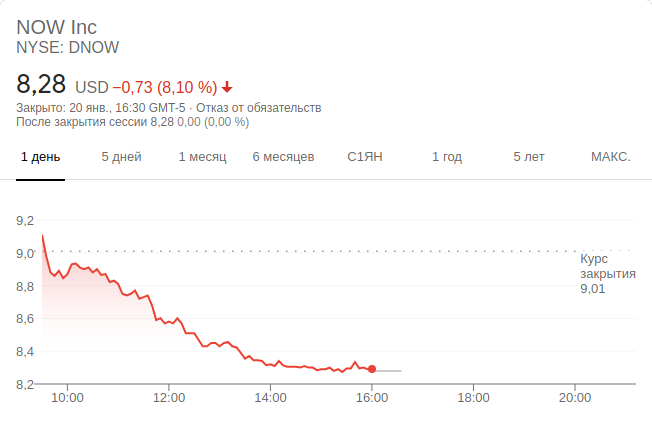 NOW Inc
NYSE: DNOW
8,28 USD −0,73 (8,10 %)
Закрыто: 20 янв., 16:30 GMT-5 · Отказ от обязательств
После закрытия сессии 8,28 0,00 (0,00 %)
1 день 5 дней 1 месяц 6 месяцев С1ЯН 1 год 5 лет МАКС.
9,2
9,0
Курс
закрытия
8,8
9,01
8,6
8,4
8,2
10:00 12:00 14:00 16:00 18:00 20:00